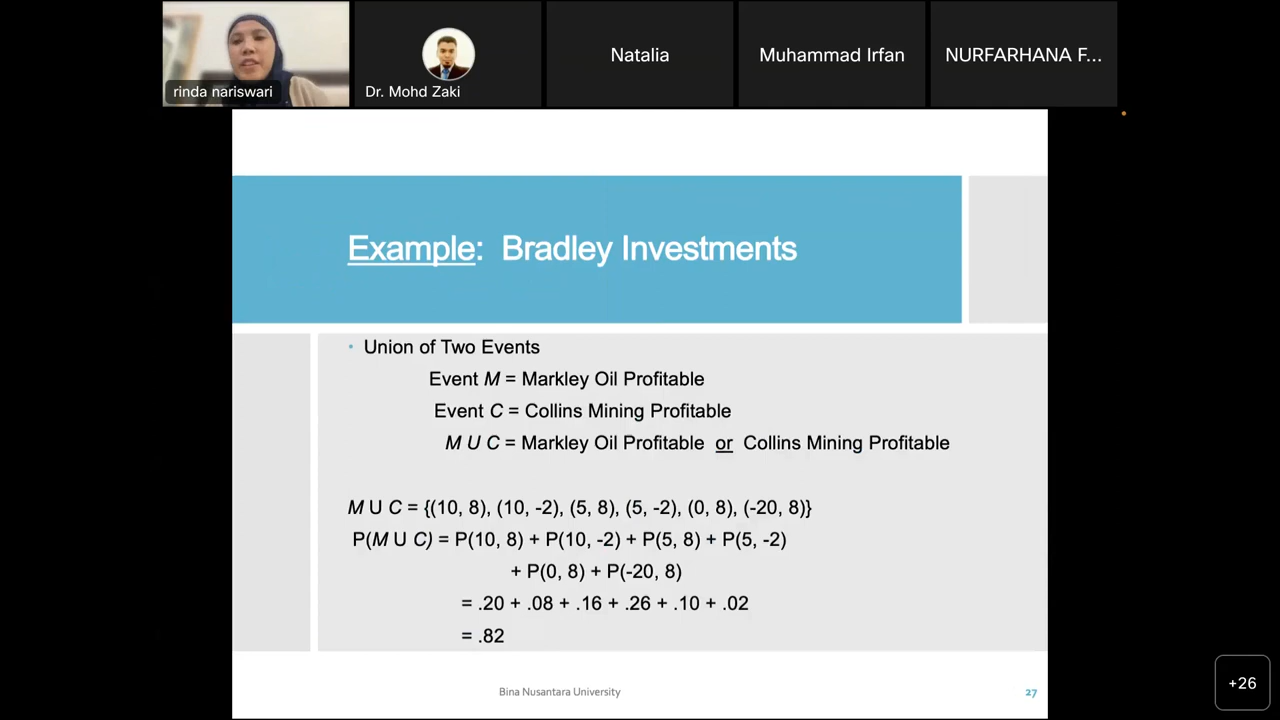 rinda nariswari
Dr. Mohd Zaki
Natalia
Muhammad Irfan
NURFARHANA F...
Example: Bradley Investments
• Union of Two Events
Event M = Markley Oil Profitable
Event C = Collins Mining Profitable
M U C = Markley Oil Profitable or Collins Mining Profitable
M U C = {(10, 8), (10, -2), (5, 8), (5, -2), (0, 8), (-20, 8)}
P(M U C) = P(10, 8) + P(10, -2) + P(5, 8) + P(5, -2)
+ P(0, 8) + P(-20, 8)
= .20 + .08 + .16 + .26 + .10 + .02
= .82
Bina Nusantara University
27
+26